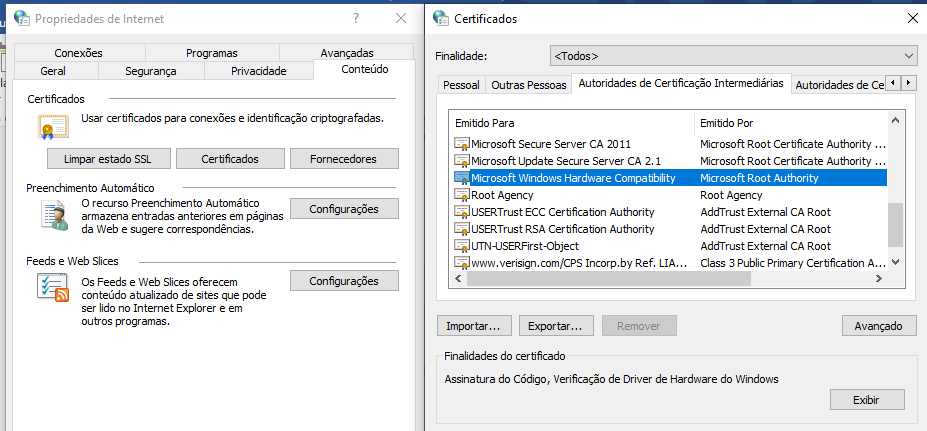 Propriedades de Internet
?
Conexões Programas Avançadas
Geral Segurança Privacidade Conteúdo
Certificados
Usar certificados para conexões e identificação criptografadas.
Limpar estado SSL Certificados Fornecedores
Preenchimento Automático
O recurso Preenchimento Automático
armazena entradas anteriores em páginas
da Web e sugere correspondências.
Configurações
Feeds e Web Slices
Os Feeds e Web Slices oferecem
conteúdo atualizado de sites que pode
ser lido no Internet Explorer e em
outros programas.
Configurações
Certificados
Finalidade: <Todos>
Pessoal Outras Pessoas Autoridades de Certificação Intermediárias Autoridades de Ce
Emitido Para Emitido Por
Microsoft Secure Server CA 2011 Microsoft Root Certificate Authority ...
Microsoft Update Secure Server CA 2.1 Microsoft Root Certificate Authority ...
Microsoft Windows Hardware Compatibility Microsoft Root Authority
Root Agency Root Agency
USERTrust ECC Certification Authority AddTrust External CA Root
USERTrust RSA Certification Authority AddTrust External CA Root
UTN-USERFirst-Object AddTrust External CA Root
www.verisign.com/CPS Incorp.by Ref. LIA... Class 3 Public Primary Certification A...
Importar... Exportar... Remover Avançado
Finalidades do certificado
Assinatura do Código, Verificação de Driver de Hardware do Windows
Exibir